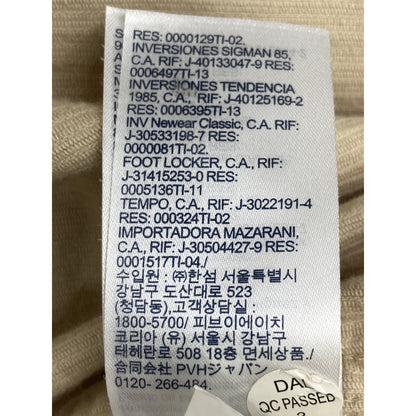 RES: 0000129TI-02.
INVERSIONES SIGMAN 85,
C.A. RIF: J-40133047-9 RES:
0006497TI-13
INVERSIONES TENDENCIA
1985, C.A., RIF: J-40125169-2
RES: 0006395TI-13
INV Newear Classic, C.A. RIF:
J-30533198-7 RES:
0000081TI-02.
FOOT LOCKER, C.A., RIF:
J-31415253-0 RES:
0005136TI-11
TEMPO, C.A., RIF: J-3022191-4
RES: 000324TI-02
IMPORTADORA MAZARANI,
C.A., RIF: J-30504427-9 RES:
0001517TI-04./
수입원 : ㈜한섬 서울특별시
강남구 도산대로 523
(청담동),고객상담실 :
1800-5700/ 피브이에이치
코리아 (유) 서울시 강남구
테헤란로 508 18층 면세상품./
合同会社 PVHジャパン
0120- 266-484.
QC PASSED